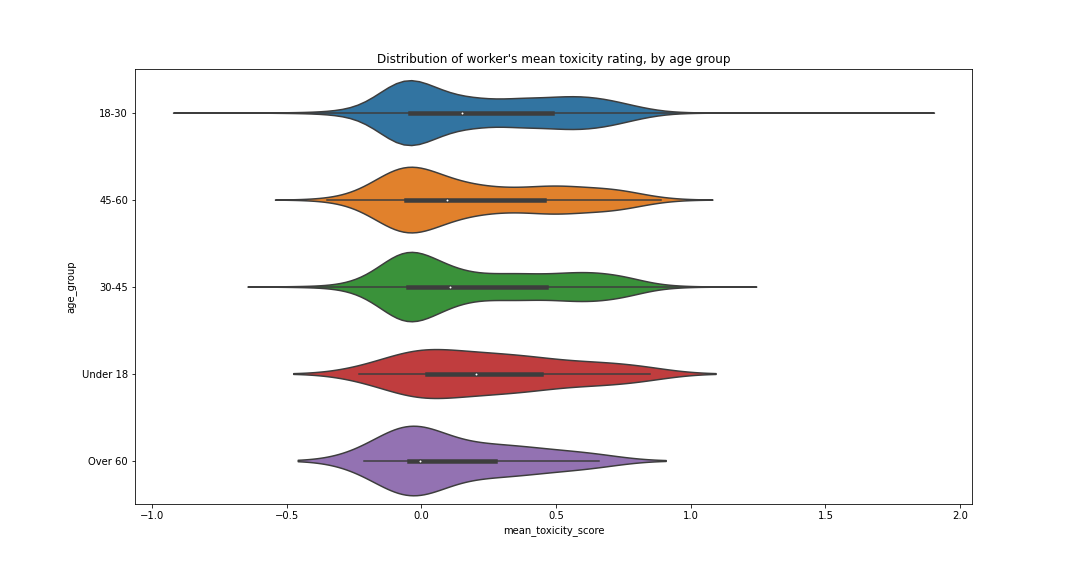 Distribution of worker's mean toxicity rating, by age group
18-30
45-60
30-45
Under 18
Over 60
age_group
−1.0
−0.5
0.0
0.5
1.0
1.5
2.0
mean_toxicity_score